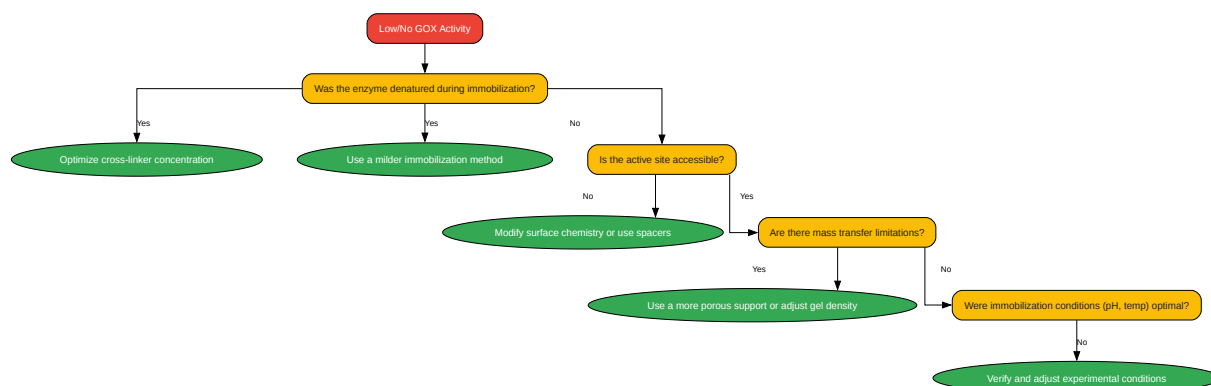 Low/No GOX Activity
Was the enzyme denatured during immobilization?
Yes
Yes
No
Optimize cross-linker concentration
Use a milder immobilization method
Is the active site accessible?
No
Yes
Modify surface chemistry or use spacers
Are there mass transfer limitations?
Yes
No
Use a more porous support or adjust gel density
Were immobilization conditions (pH, temp) optimal?
No
Verify and adjust experimental conditions